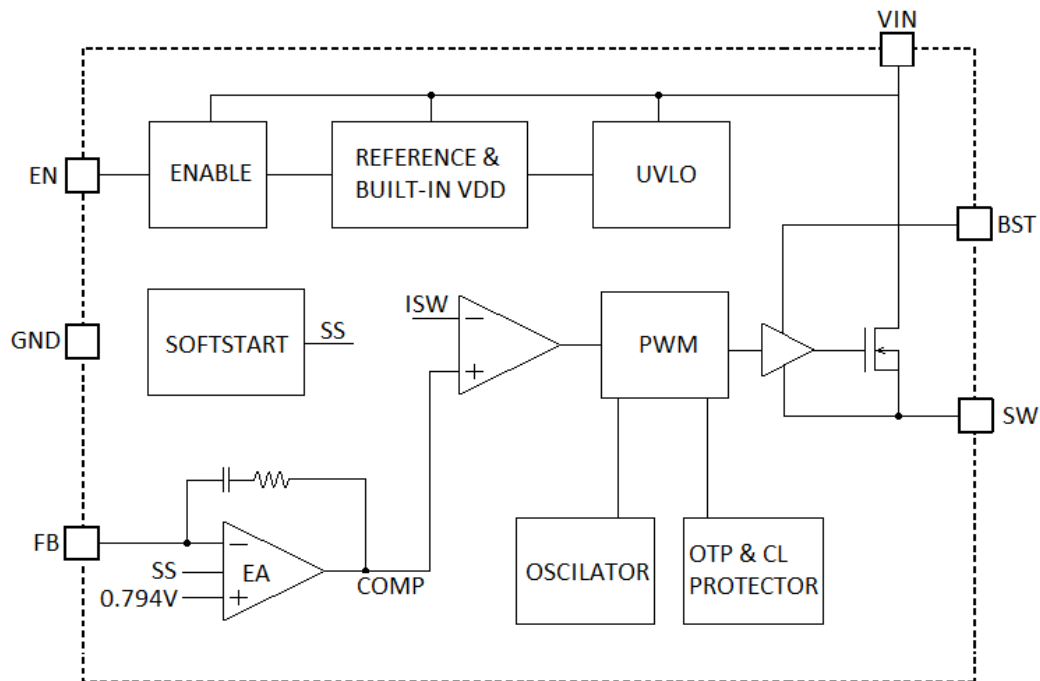 VIN
EN
ENABLE
REFERENCE &
BUILT-IN VDD
UVLO
BST
GND
SOFTSTART
SS
ISW
−
+
PWM
SW
FB
−
SS
EA
0.794V
+
COMP
OSCILATOR
OTP & CL
PROTECTOR